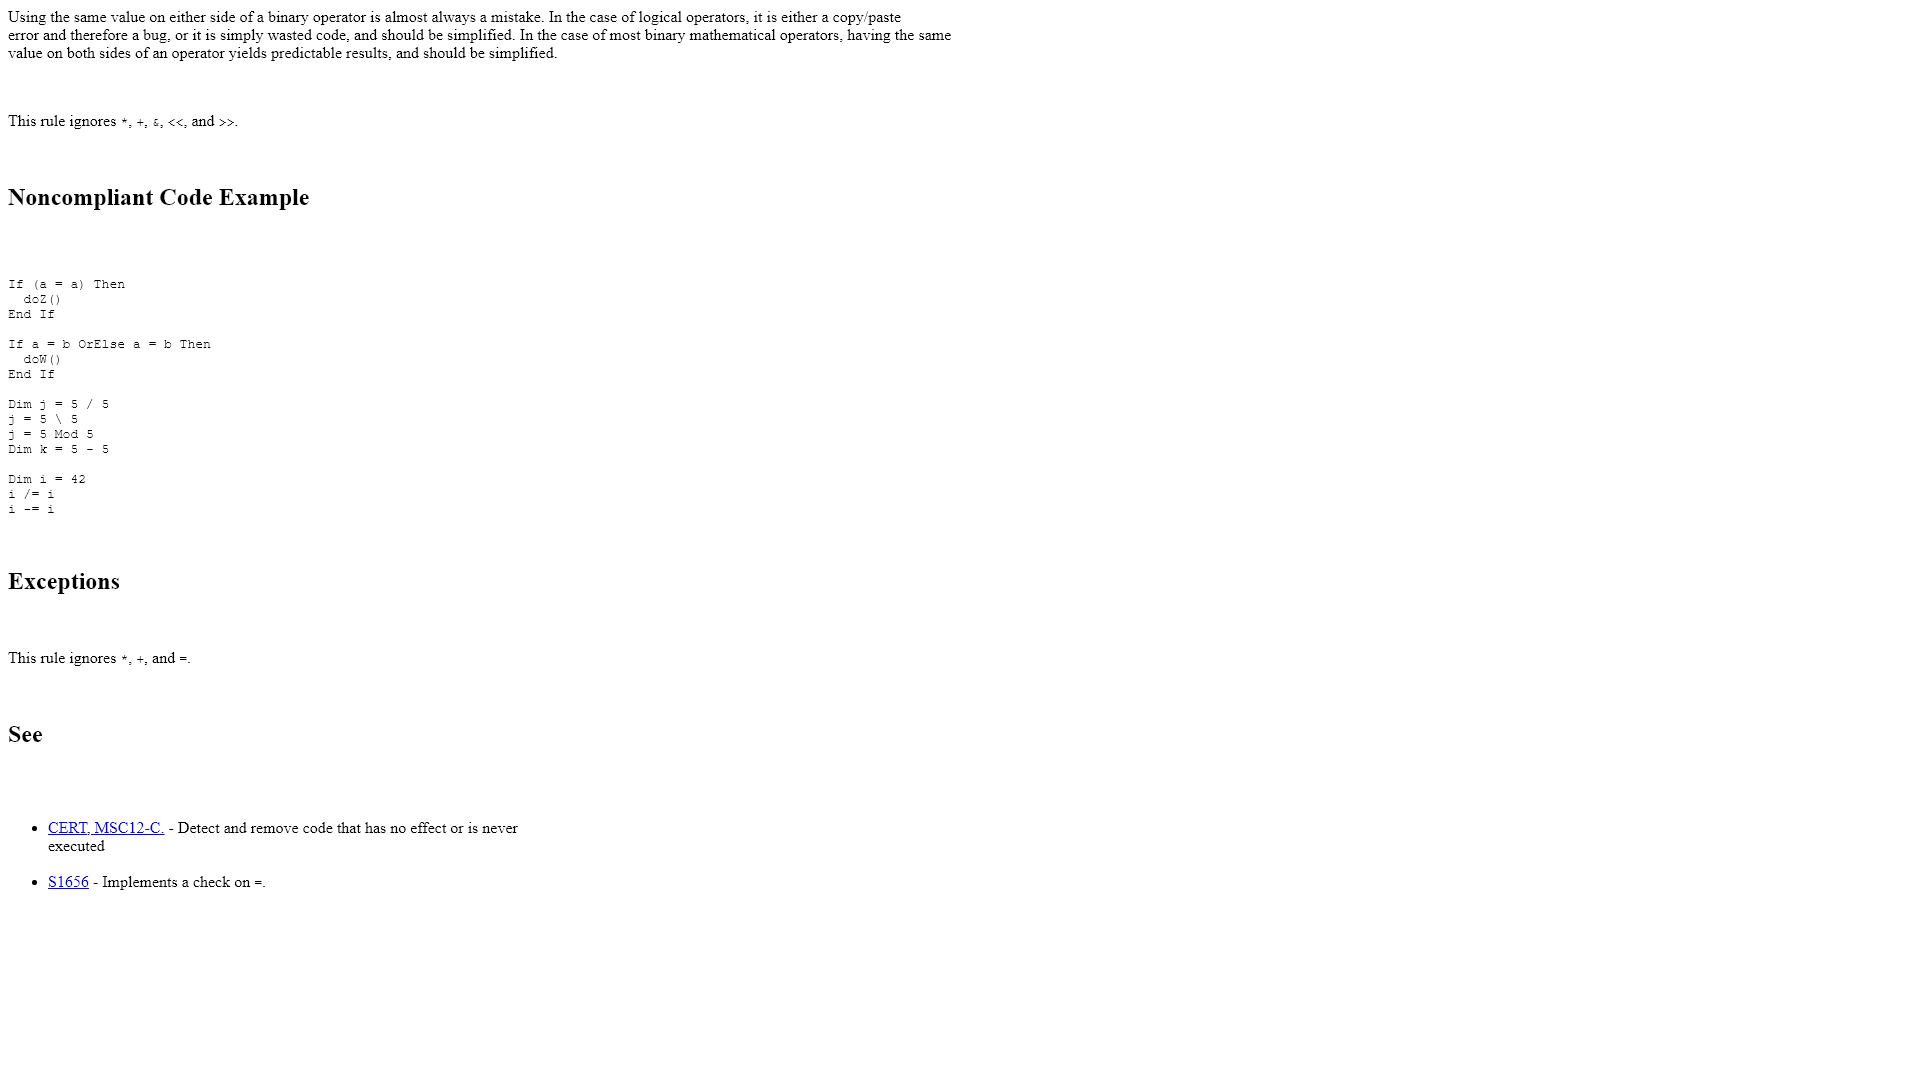 Using the same value on either side of a binary operator is almost always a mistake. In the case of logical operators, it is either a copy/paste
error and therefore a bug, or it is simply wasted code, and should be simplified. In the case of most binary mathematical operators, having the same
value on both sides of an operator yields predictable results, and should be simplified.
This rule ignores *, +, &, <<, and >>.
Noncompliant Code Example
If (a = a) Then
  doZ()
End If
If a = b OrElse a = b Then
  doW()
End If
Dim j = 5 / 5
j = 5 \ 5
j = 5 Mod 5
Dim k = 5 - 5
Dim i = 42
i /= i
i -= i
Exceptions
This rule ignores *, +, and =.
See
• CERT, MSC12-C. - Detect and remove code that has no effect or is never
executed
• S1656 - Implements a check on =.